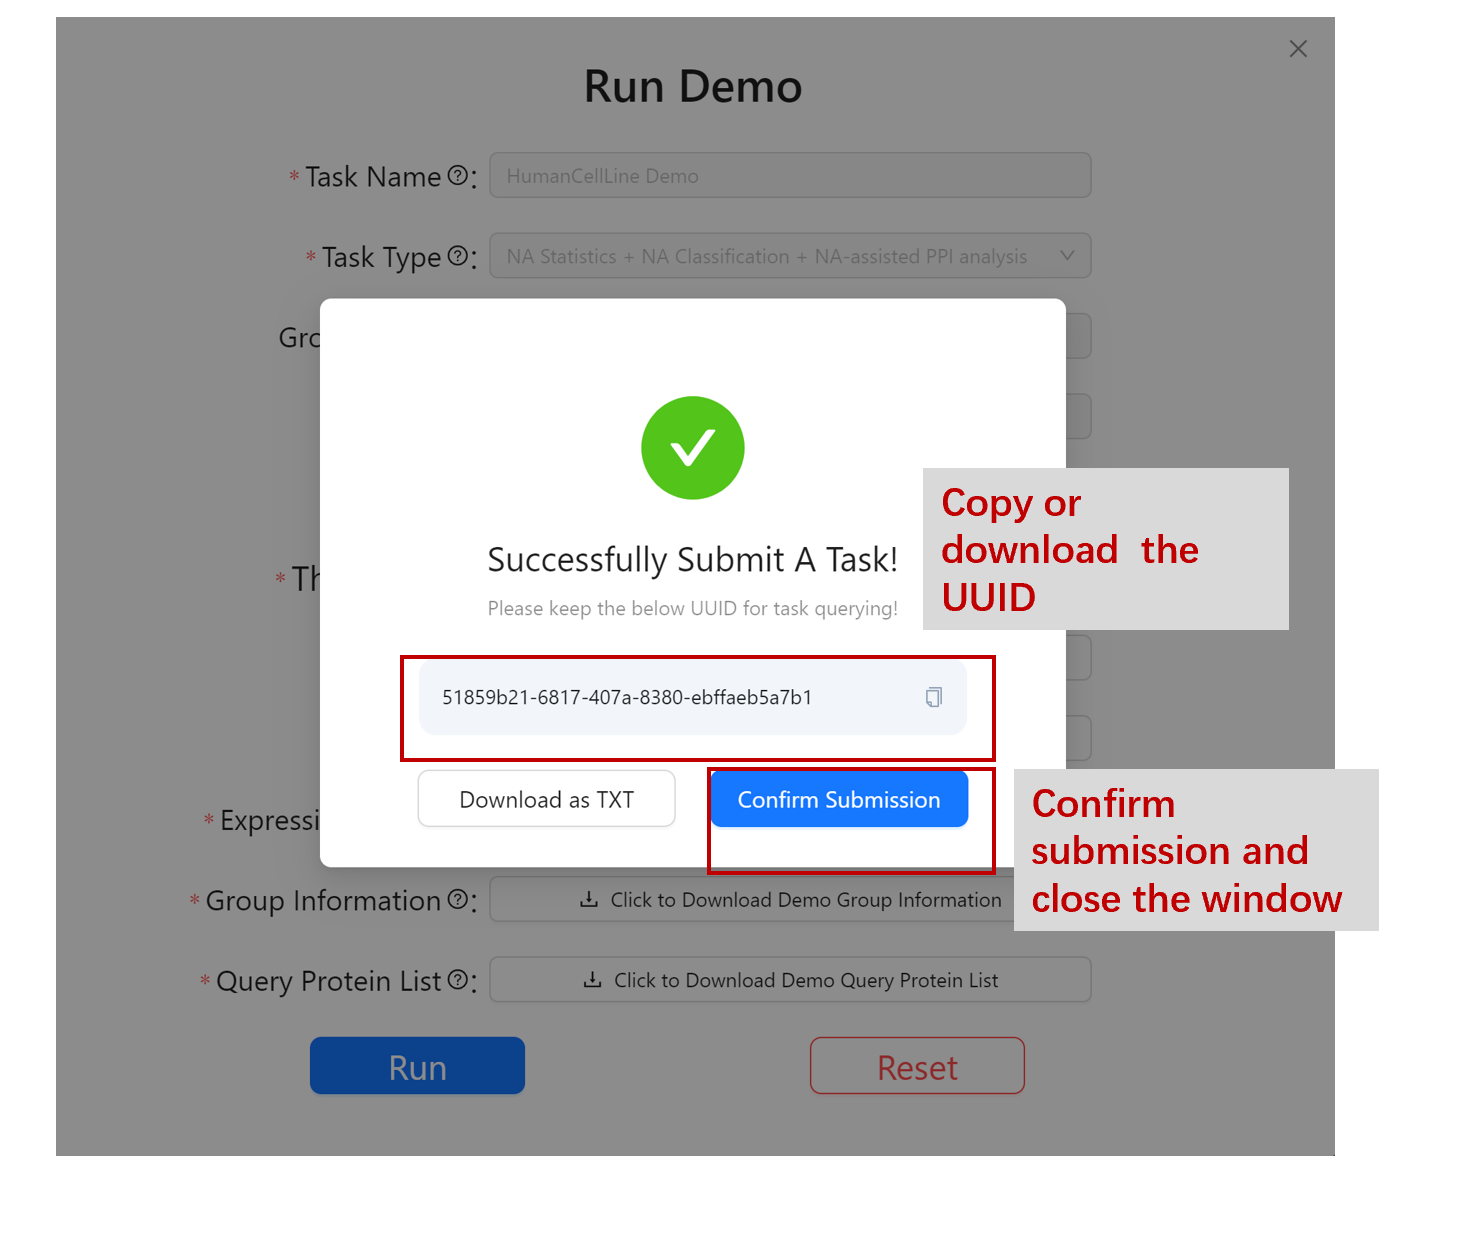 Run Demo
* Task Name ? :
HumanCellLine Demo
* Task Type ? :
NA Statistics + NA Classification + NA-assisted PPI analysis
Successfully Submit A Task!
Please keep the below UUID for task querying!
51859b21-6817-407a-8380-ebffaeb5a7b1
Download as TXT
Confirm Submission
Copy or
download the
UUID
Confirm
submission and
close the window
* Group Information ? :
Click to Download Demo Group Information
* Query Protein List ? :
Click to Download Demo Query Protein List
Run
Reset